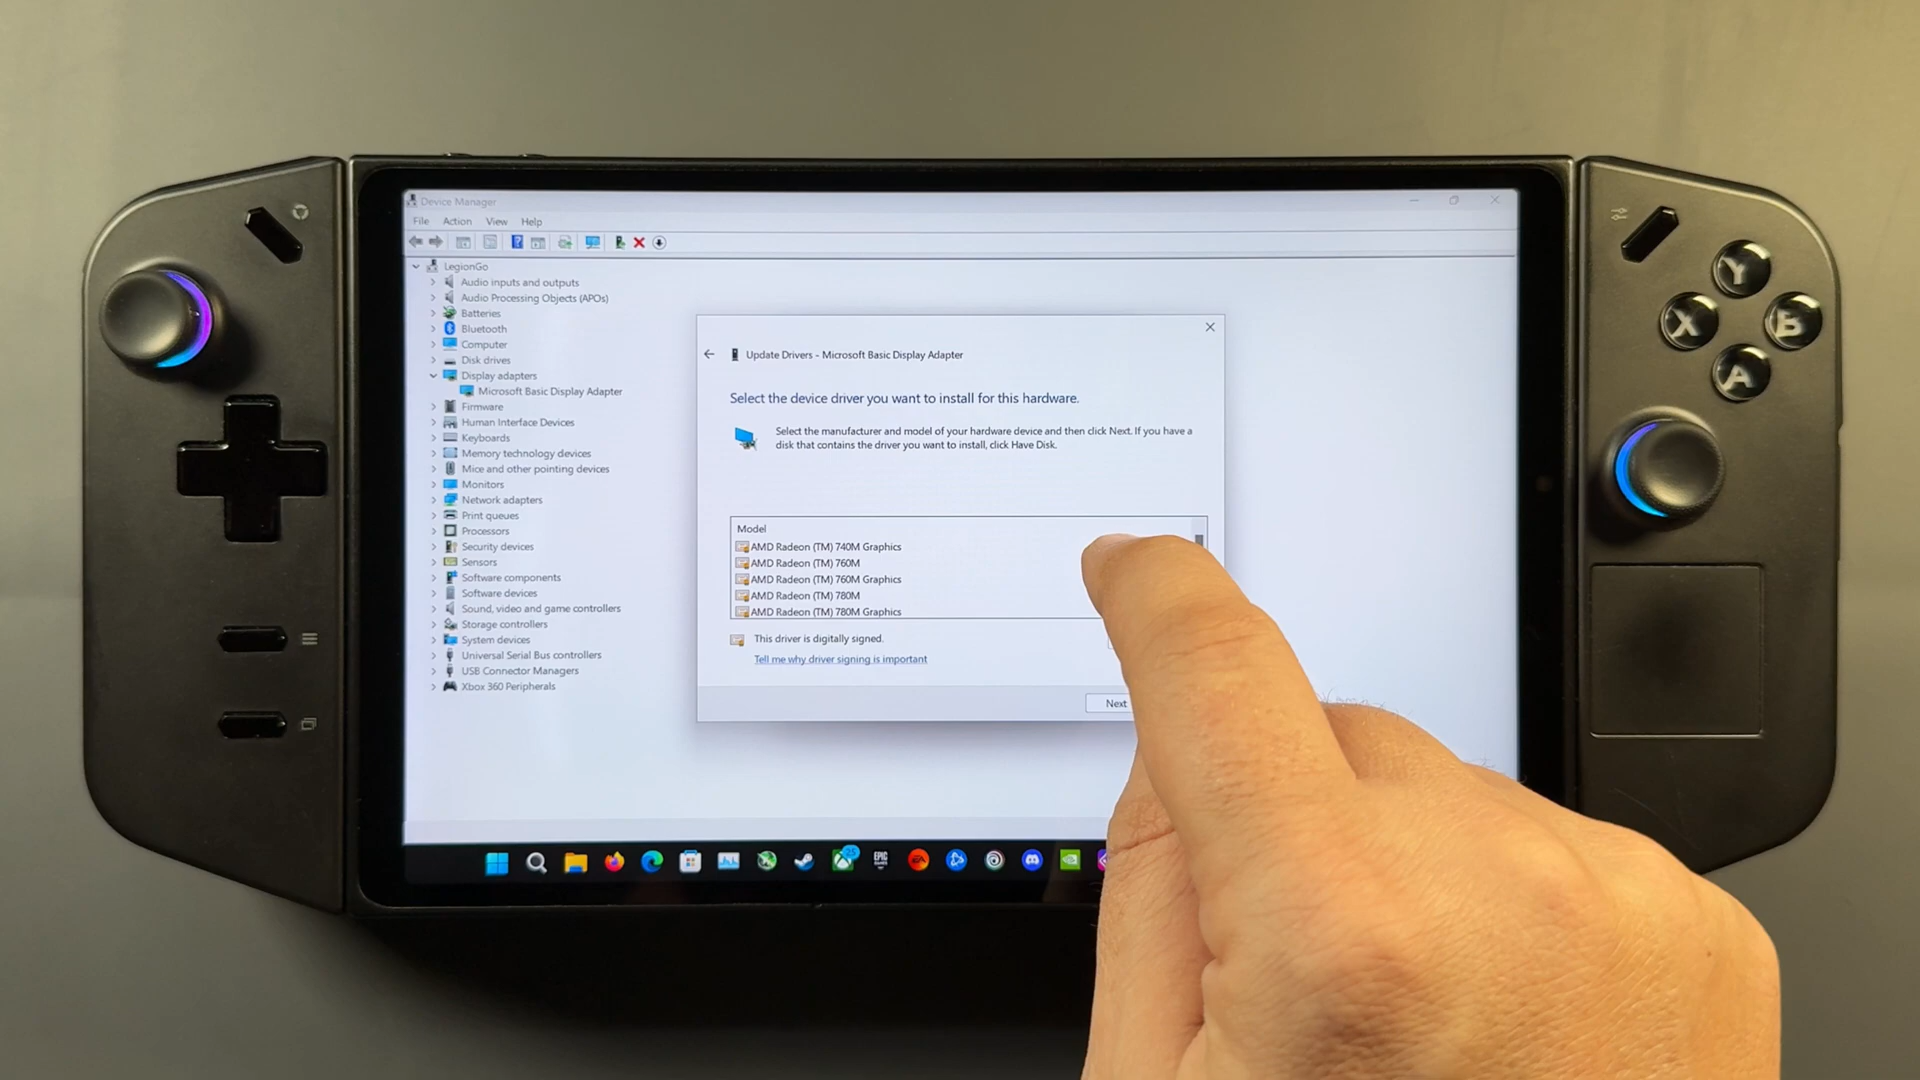 Device Manager
File Action View Help
LegionGo
Audio inputs and outputs
Audio Processing Objects (APOs)
Batteries
Bluetooth
Computer
Disk drives
Display adapters
Microsoft Basic Display Adapter
Firmware
Human Interface Devices
Keyboards
Memory technology devices
Mice and other pointing devices
Monitors
Network adapters
Print queues
Processors
Security devices
Sensors
Software components
Software devices
Sound, video and game controllers
Storage controllers
System devices
Universal Serial Bus controllers
USB Connector Managers
Xbox 360 Peripherals
Update Drivers - Microsoft Basic Display Adapter
Select the device driver you want to install for this hardware.
Select the manufacturer and model of your hardware device and then click Next. If you have a
disk that contains the driver you want to install, click Have Disk.
Model
AMD Radeon (TM) 740M Graphics
AMD Radeon (TM) 760M
AMD Radeon (TM) 760M Graphics
AMD Radeon (TM) 780M
AMD Radeon (TM) 780M Graphics
This driver is digitally signed.
Tell me why driver signing is important
Next
Y
X
B
A
25
EPIC
EA